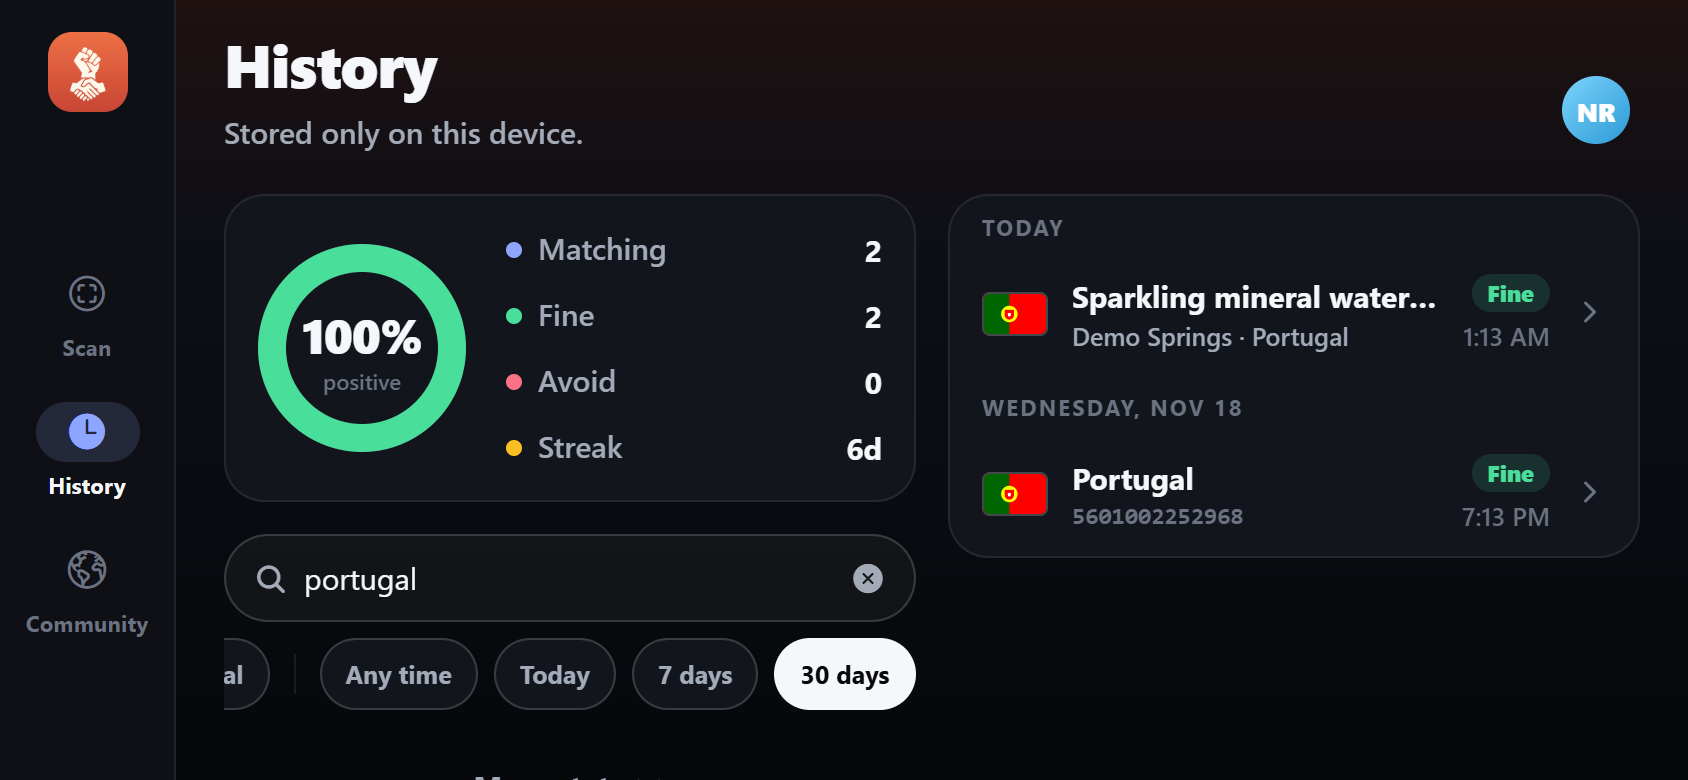 History
Stored only on this device.
NR
Scan
History
Community
100%
positive
Matching 2
Fine 2
Avoid 0
Streak 6d
portugal
al
Any time
Today
7 days
30 days
TODAY
Sparkling mineral water...
Fine
Demo Springs · Portugal
1:13 AM
WEDNESDAY, NOV 18
Portugal
Fine
5601002252968
7:13 PM